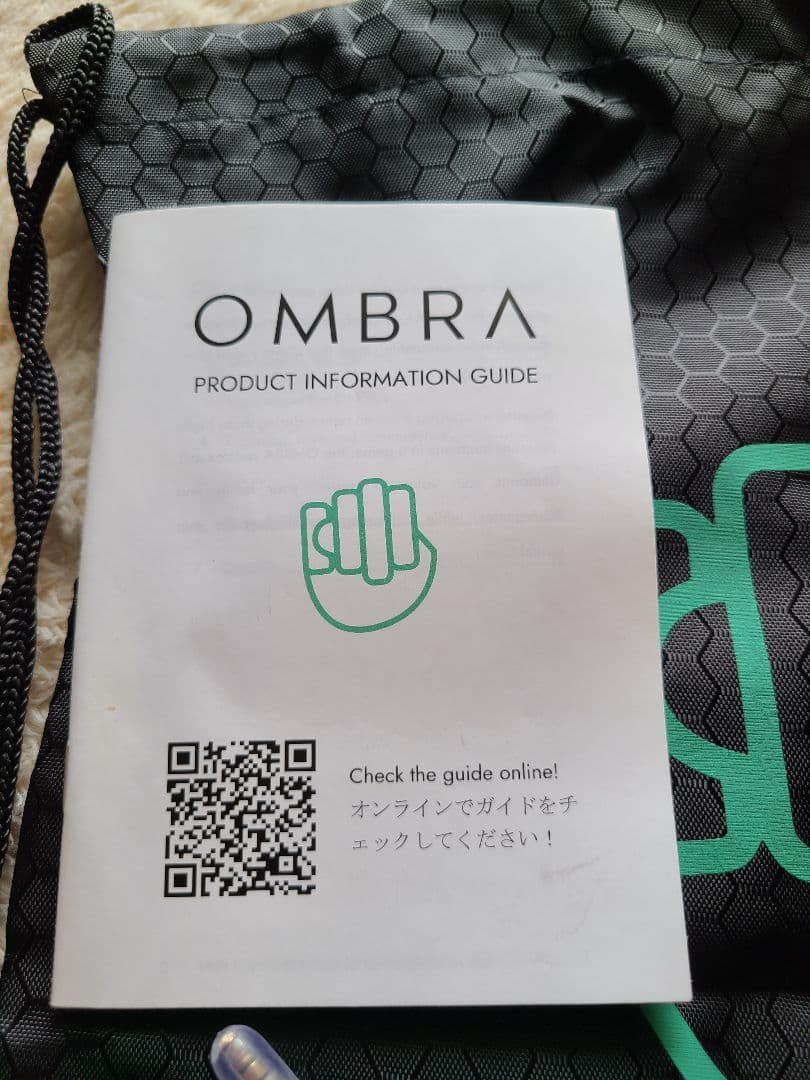 OMBRA
PRODUCT INFORMATION GUIDE
Check the guide online!
オンラインでガイドをチ
ェックしてください！